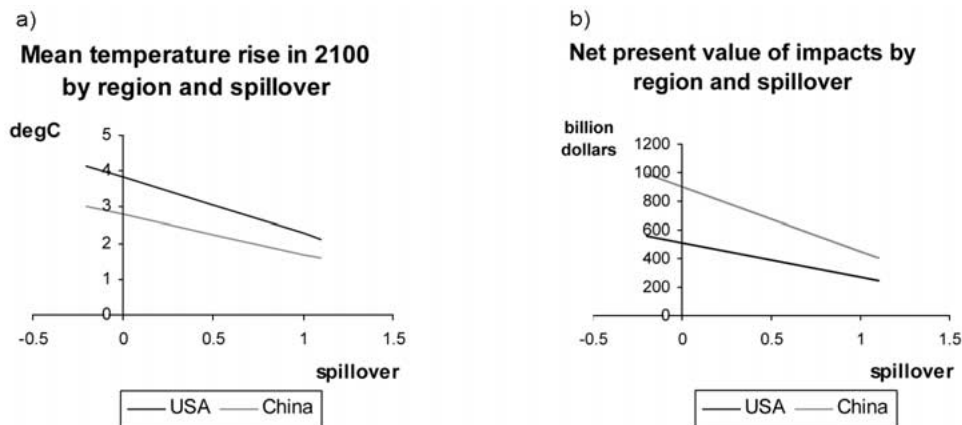 a)
Mean temperature rise in 2100
by region and spillover
degC
5
4
3
2
1
0
-0.5 0 0.5 1 1.5
spillover
USA China
b)
Net present value of impacts by
region and spillover
billion
dollars
1200
1000
800
600
400
200
0
-0.5 0 0.5 1 1.5
spillover
USA China